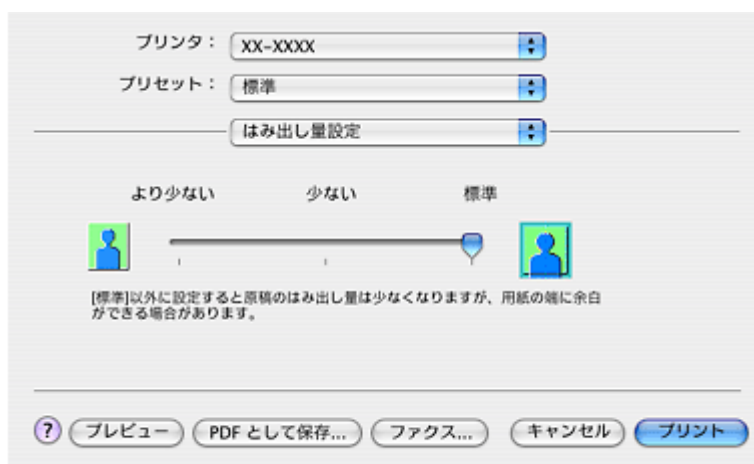 プリンタ： XX-XXXX
プリセット： 標準
はみ出し量設定
より少ない 少ない 標準
[標準]以外に設定すると原稿のはみ出し量は少なくなりますが、用紙の端に余白
ができる場合があります。
? プレビュー PDF として保存... ファクス... キャンセル プリント